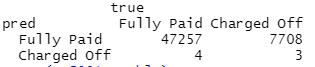 true
pred Fully Paid Charged Off
Fully Paid 47257 7708
Charged Off 4 3